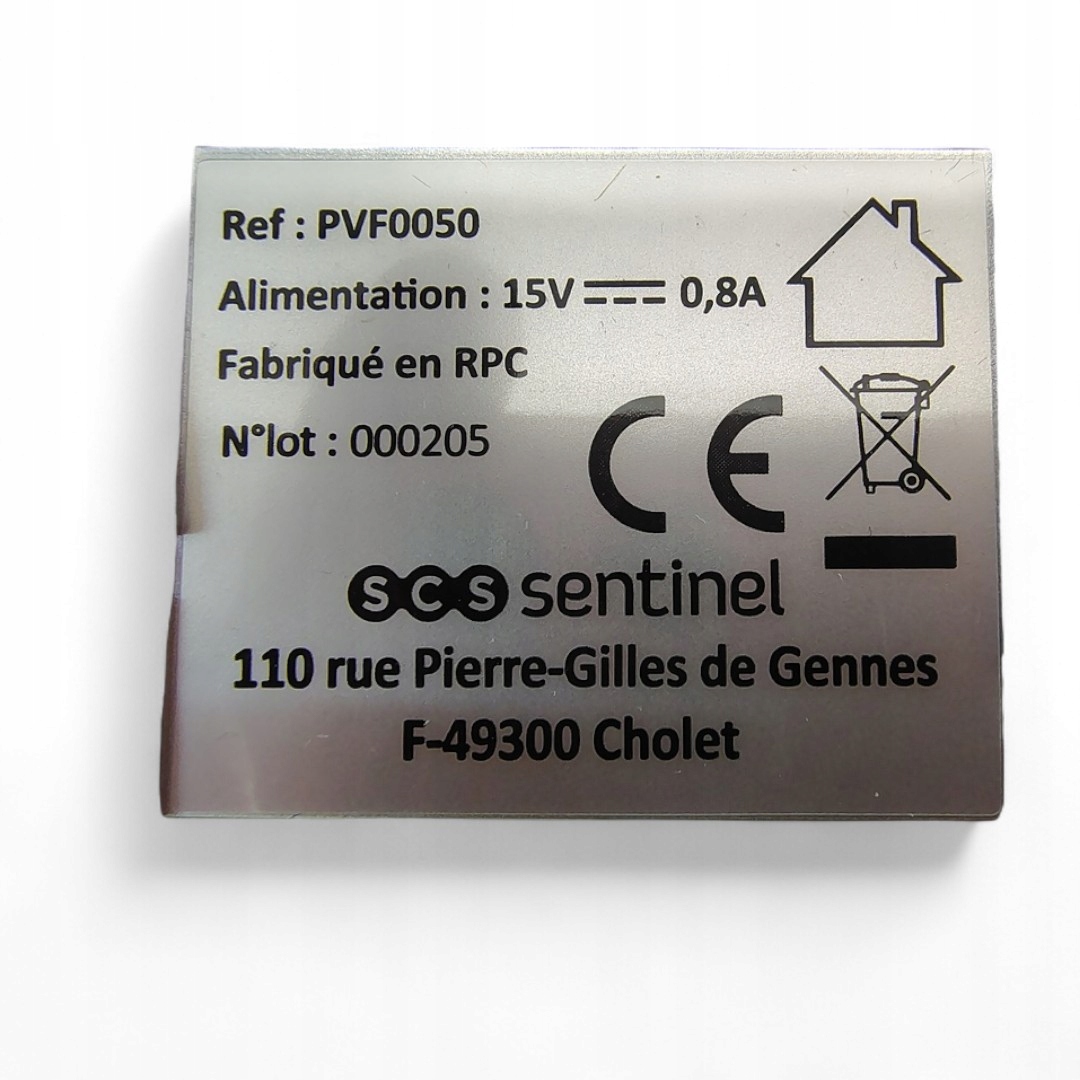 Ref : PVF0050
Alimentation : 15V 0,8A
Fabriqué en RPC
N°lot : 000205
CE
scs sentinel
110 rue Pierre-Gilles de Gennes
F-49300 Cholet